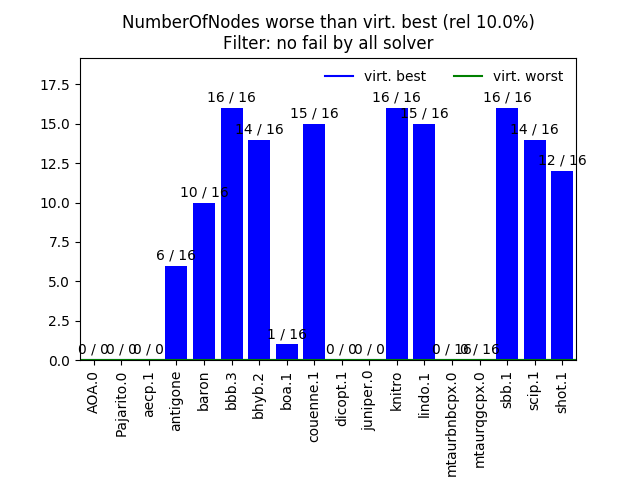 NumberOfNodes worse than virt. best (rel 10.0%)
Filter: no fail by all solver
virt. best
virt. worst
17.5
15.0
12.5
10.0
7.5
5.0
2.5
0.0
0 / 0
0 / 0
0 / 0
6 / 16
10 / 16
16 / 16
14 / 16
1 / 16
15 / 16
0 / 0
0 / 0
16 / 16
15 / 16
0 / 16
0 / 16
16 / 16
14 / 16
12 / 16
AOA.0
Pajarito.0
aecp.1
antigone
baron
bbb.3
bhyb.2
boa.1
couenne.1
dicopt.1
juniper.0
knitro
lindo.1
mtaurbnbcpx.0
mtaurqgcpx.0
sbb.1
scip.1
shot.1